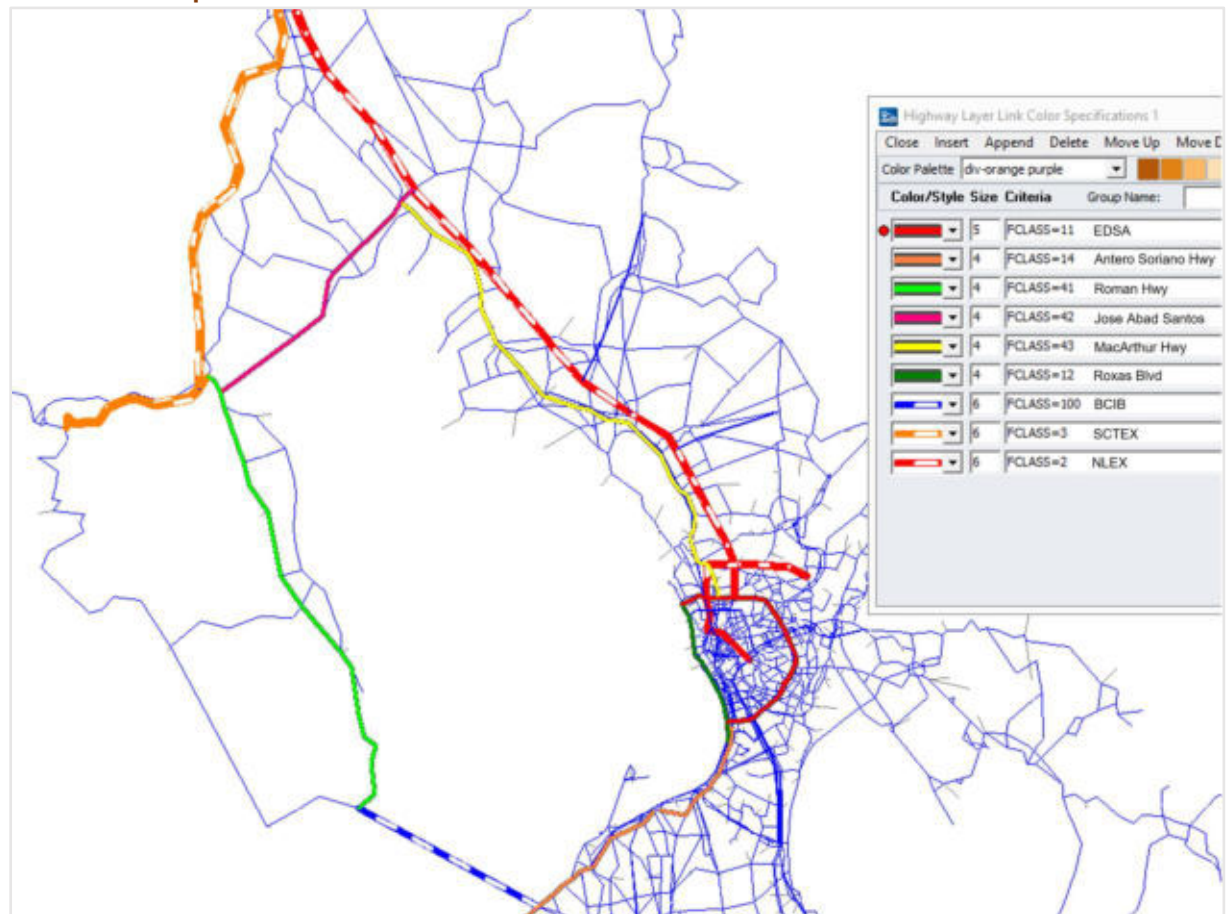 Highway Layer Link Color Specifications 1
Close Insert Append Delete Move Up Move D
Color Palette div-orange purple
Color/Style Size Criteria Group Name:
5 FCLASS=11 EDSA
4 FCLASS=14 Antero Soriano Hwy
4 FCLASS=41 Roman Hwy
4 FCLASS=42 Jose Abad Santos
4 FCLASS=43 MacArthur Hwy
4 FCLASS=12 Roxas Blvd
6 FCLASS=100 BCIB
6 FCLASS=3 SCTEX
6 FCLASS=2 NLEX